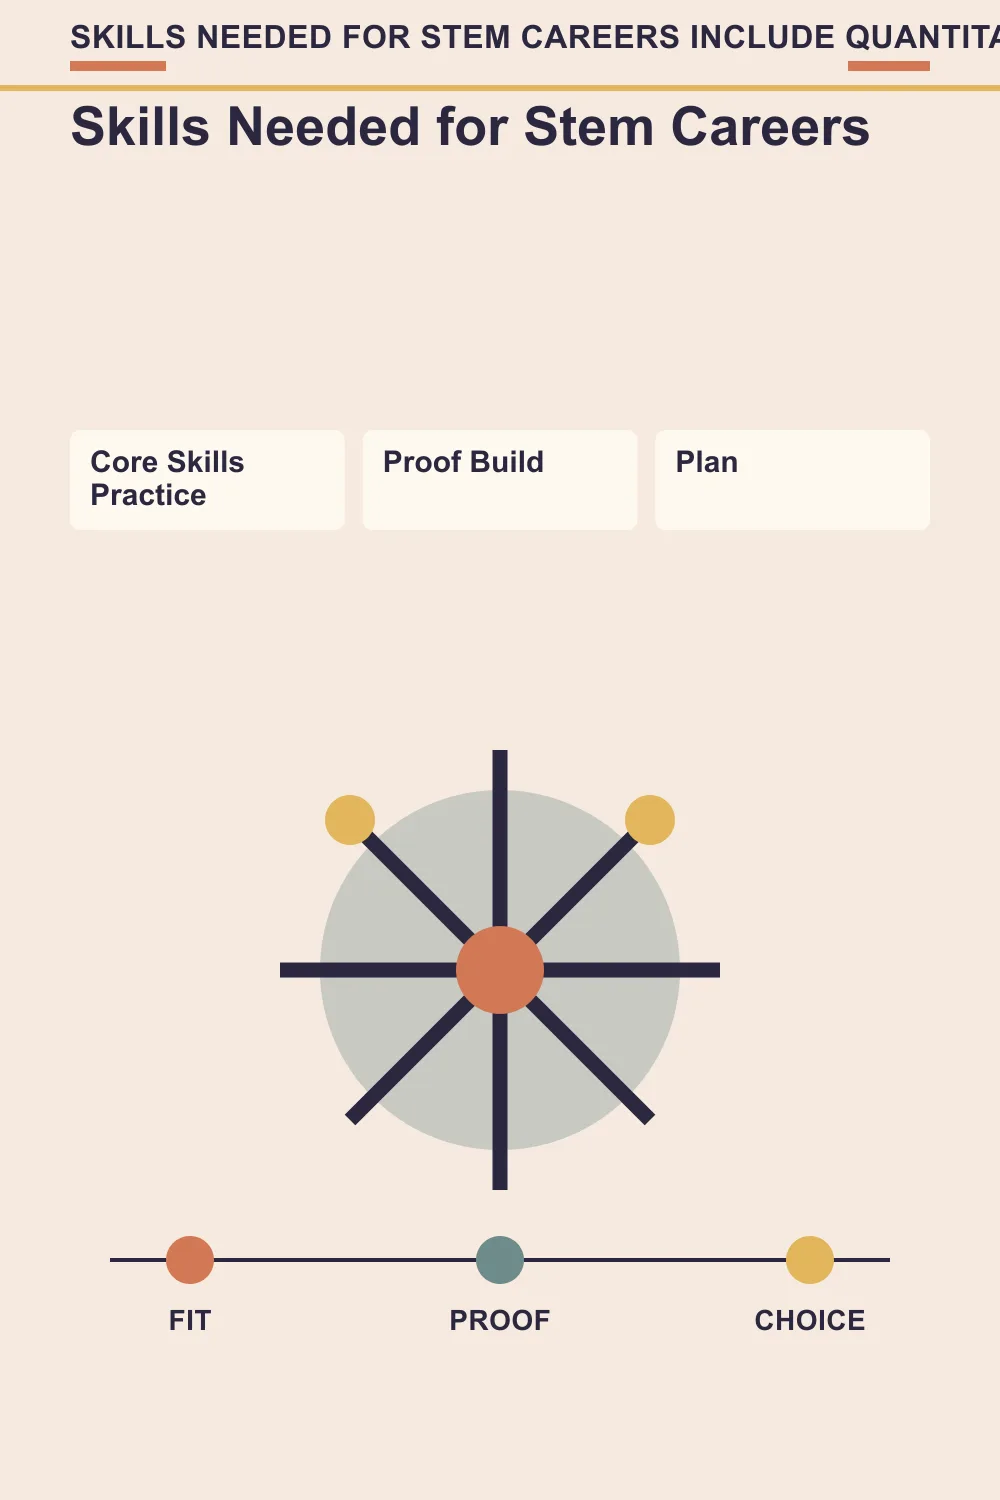 SKILLS NEEDED FOR STEM CAREERS INCLUDE QUANTITA
Skills Needed for Stem Careers
Core Skills
Practice
Proof Build
Plan
FIT
PROOF
CHOICE